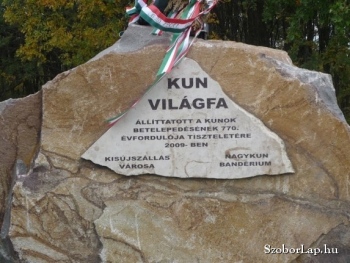 KUN
VILÁGFA
ÁLLÍTTATOTT A KUNOK
BETELEPEDÉSÉNEK 770.
ÉVFORDULÓJA TISZTELETÉRE
2009- BEN
KISÚJSZÁLLÁS NAGYKUN
VÁROSA BANDÉRIUM
SzoborLap.hu